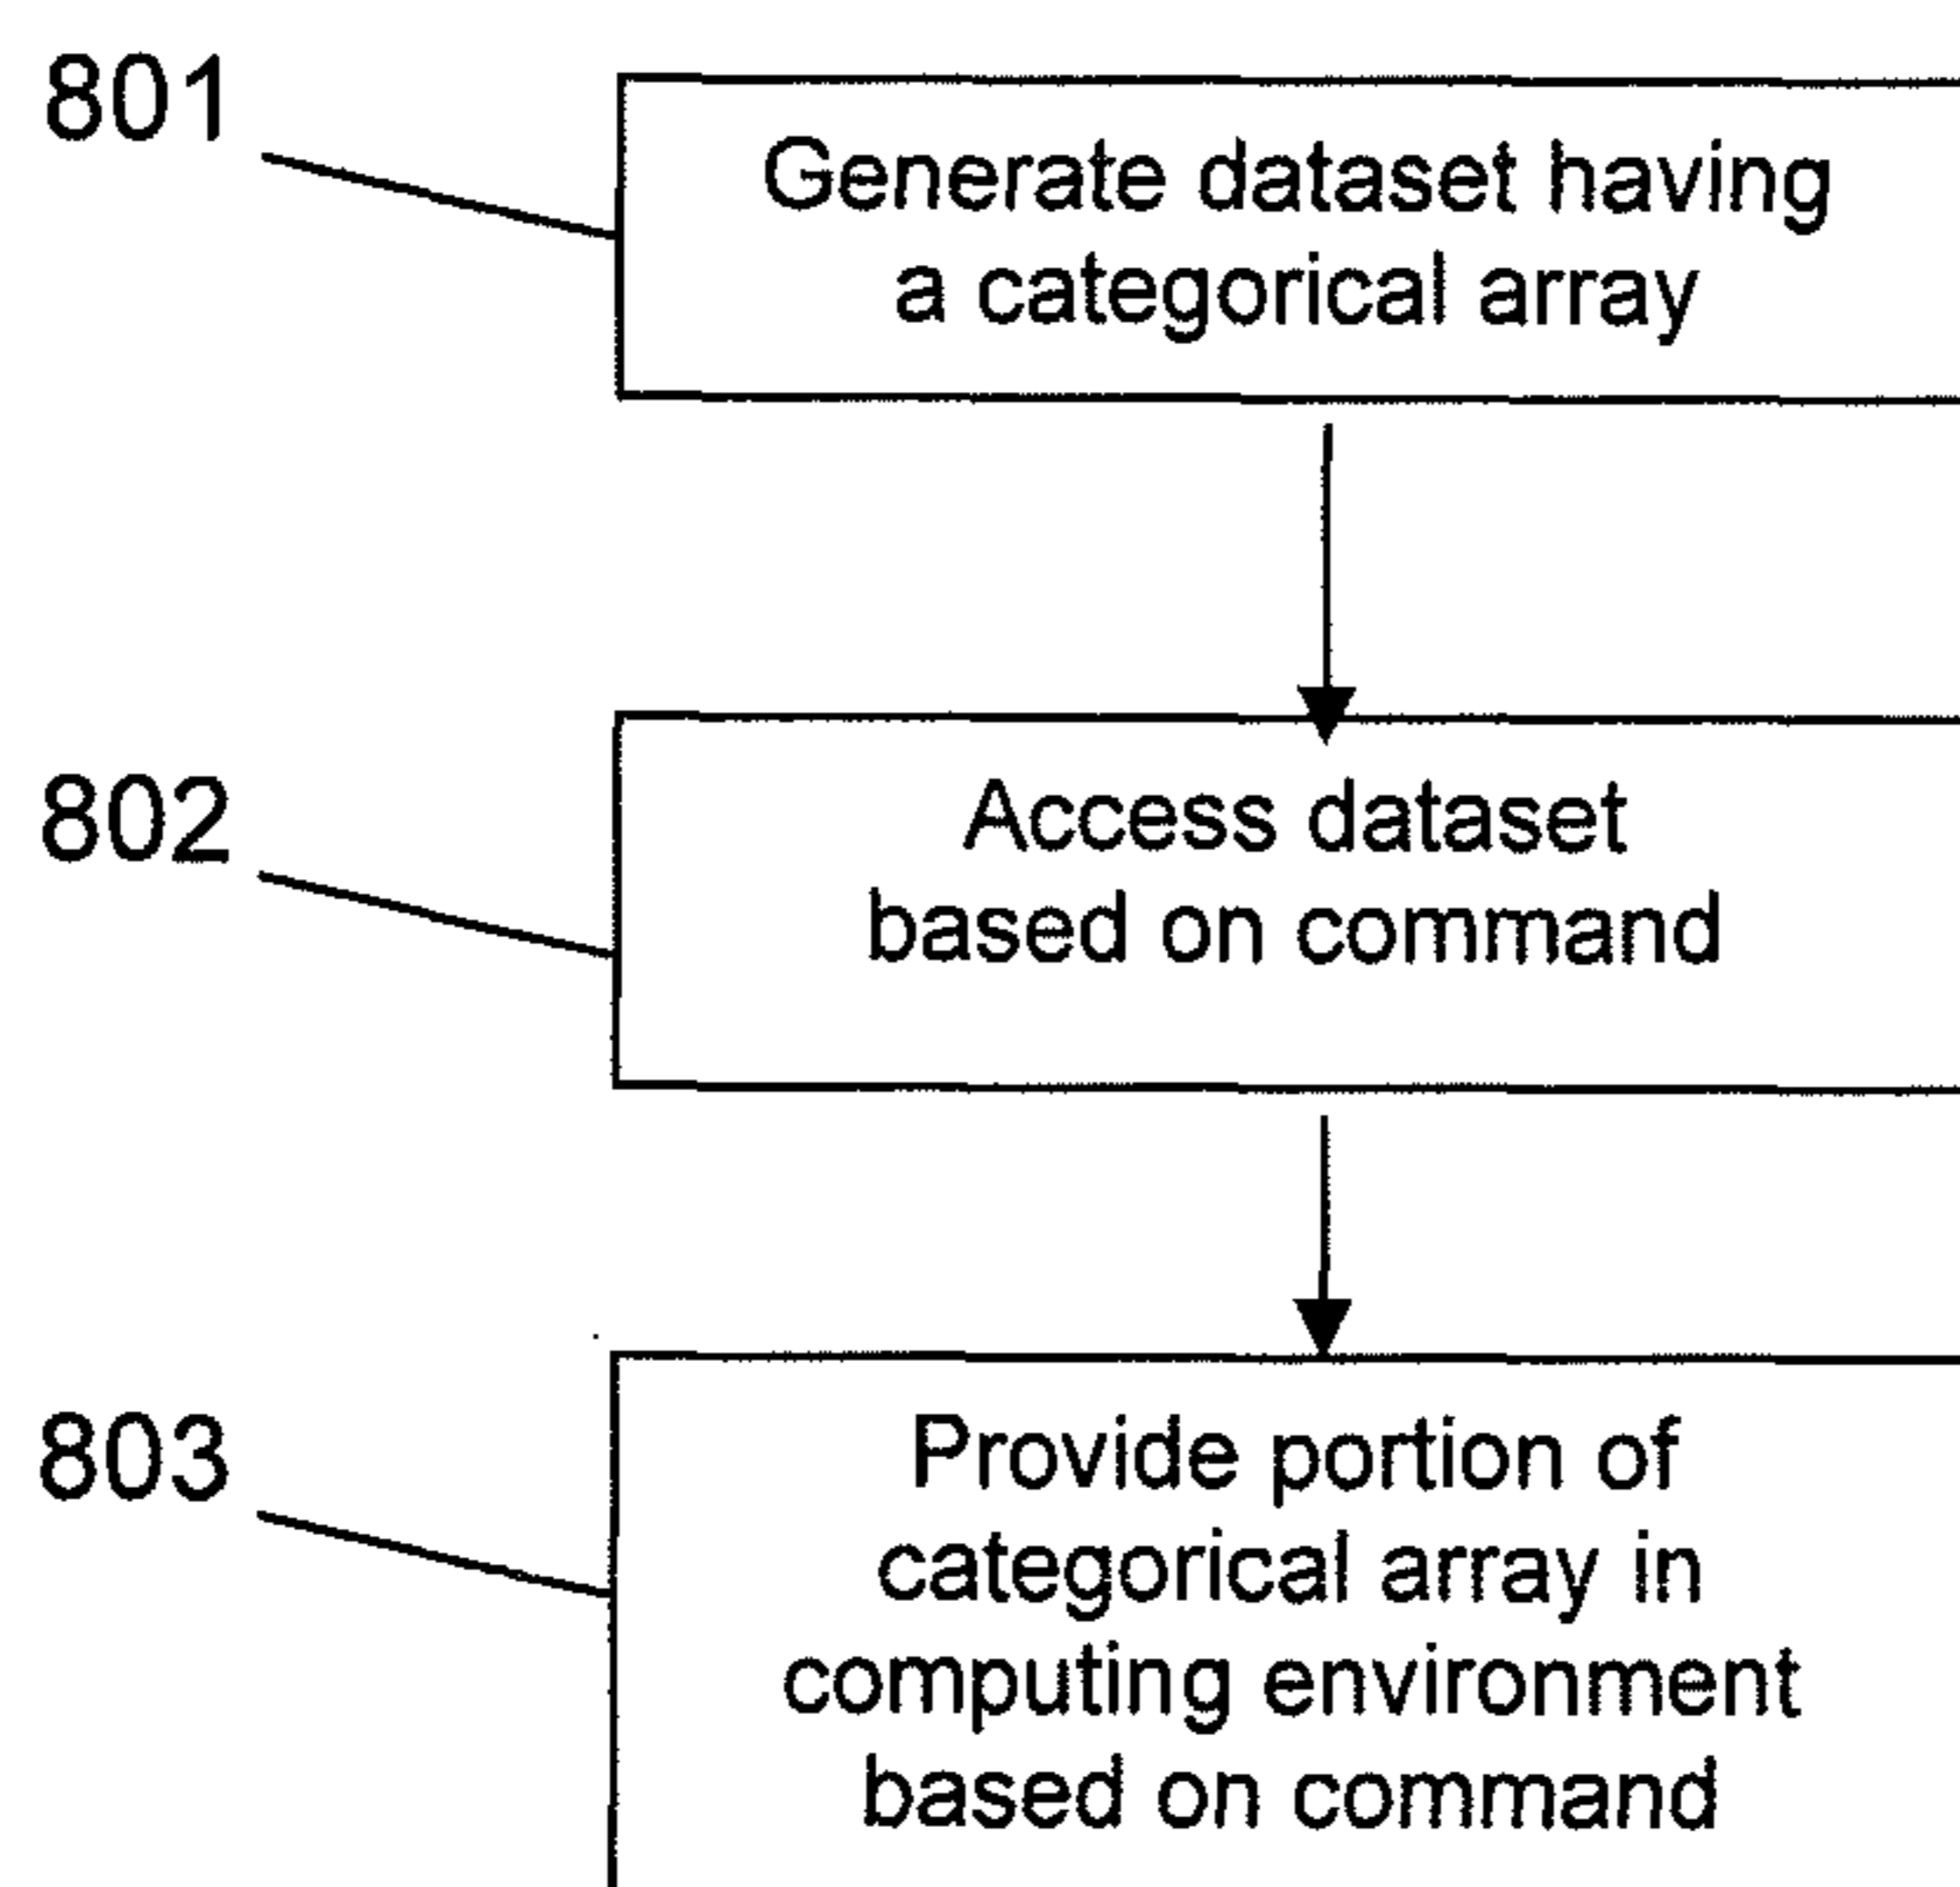 801
Generate dataset having
a categorical array
802
Access dataset
based on command
803
Provide portion of
categorical array in
computing environment
based on command